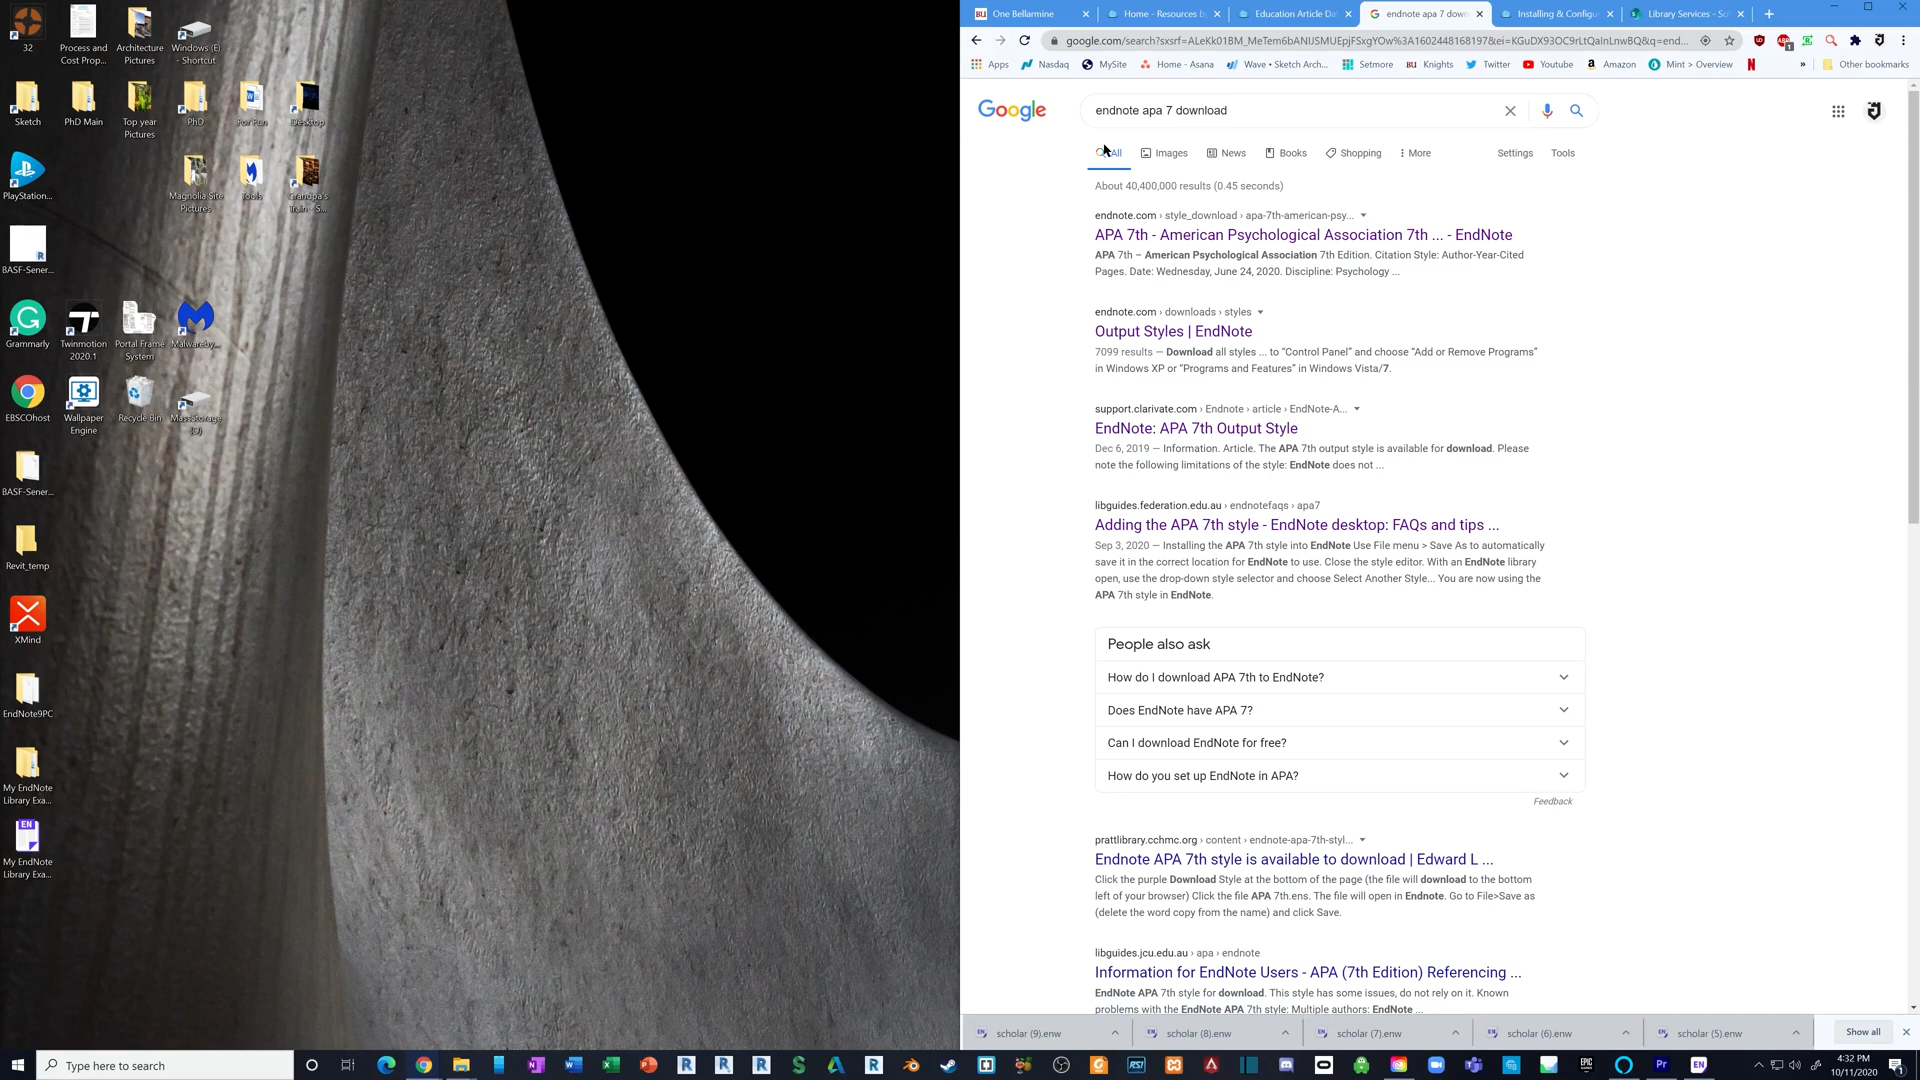 32
Process and
Cost Prop...
Architecture
Pictures
Windows (E)
- Shortcut
Sketch
PhD Main
Top year
Pictures
PhD
For Fun
Desktop
PlayStation...
Magnolia Site
Pictures
Tools
Grandpa's
Train - S...
BASF-Sener...
Grammarly
Twinmotion
2020.1
Portal Frame
System
Malwareby...
EBSCOhost
Wallpaper
Engine
Recycle Bin
Mass Storage
(D)
BASF-Sener...
Revit_temp
XMind
EndNote9PC
My EndNote
Library Exa...
EN
My EndNote
Library Exa...
BU One Bellarmine
Home - Resources b
Education Article Da
endnote apa 7 down
Installing & Configu
Library Services - So
google.com/search?sxsrf=ALeKk01BM_MeTem6bANIJSMUEpjFSxgYOw%3A1602448168197&ei=KGuDX93OC9rLtQaInLnwBQ&q=end...
Apps
Nasdaq
MySite
Home - Asana
Wave • Sketch Arch...
Setmore
BU Knights
Twitter
Youtube
Amazon
Mint > Overview
»
Other bookmarks
Google
endnote apa 7 download
All
Images
News
Books
Shopping
More
Settings
Tools
About 40,400,000 results (0.45 seconds)
endnote.com › style_download › apa-7th-american-psy...
APA 7th - American Psychological Association 7th ... - EndNote
APA 7th – American Psychological Association 7th Edition. Citation Style: Author-Year-Cited
Pages. Date: Wednesday, June 24, 2020. Discipline: Psychology ...
endnote.com › downloads › styles
Output Styles | EndNote
7099 results — Download all styles ... to “Control Panel” and choose “Add or Remove Programs”
in Windows XP or “Programs and Features” in Windows Vista/7.
support.clarivate.com › Endnote › article › EndNote-A...
EndNote: APA 7th Output Style
Dec 6, 2019 — Information. Article. The APA 7th output style is available for download. Please
note the following limitations of the style: EndNote does not ...
libguides.federation.edu.au › endnotefaqs › apa7
Adding the APA 7th style - EndNote desktop: FAQs and tips ...
Sep 3, 2020 — Installing the APA 7th style into EndNote Use File menu > Save As to automatically
save it in the correct location for EndNote to use. Close the style editor. With an EndNote library
open, use the drop-down style selector and choose Select Another Style... You are now using the
APA 7th style in EndNote.
People also ask
How do I download APA 7th to EndNote?
Does EndNote have APA 7?
Can I download EndNote for free?
How do you set up EndNote in APA?
Feedback
prattlibrary.cchmc.org › content › endnote-apa-7th-styl...
Endnote APA 7th style is available to download | Edward L ...
Click the purple Download Style at the bottom of the page (the file will download to the bottom
left of your browser) Click the file APA 7th.ens. The file will open in Endnote. Go to File>Save as
(delete the word copy from the name) and click Save.
libguides.jcu.edu.au › apa › endnote
Information for EndNote Users - APA (7th Edition) Referencing ...
EndNote APA 7th style for download. This style has some issues, do not rely on it. Known
problems with the EndNote APA 7th style: Multiple authors: EndNote ...
scholar (9).enw
scholar (8).enw
scholar (7).enw
scholar (6).enw
scholar (5).enw
Show all
Type here to search
4:32 PM
10/11/2020